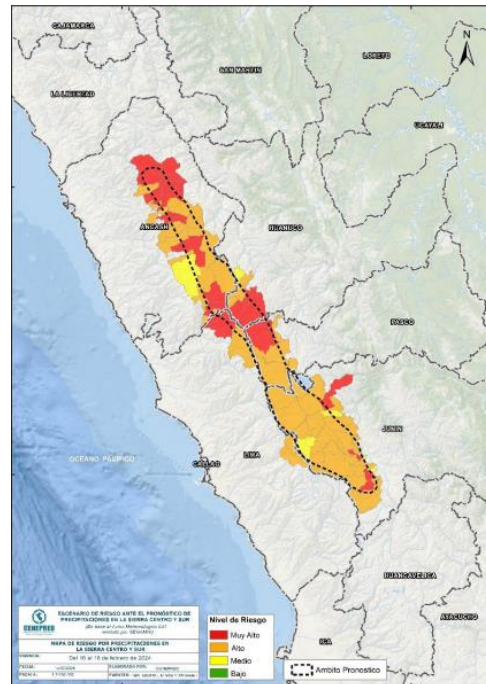 CAJAMARCA
LORETO
SAN MARTIN
LA LIBERTAD
UCAYALI
N
ANCASH
HUANUCO
PASCO
JUNIN
OCEANO PACIFICO
CALLAO
LIMA
HUANCAVELICA
ICA
AYACUCHO
CENEPRED
ESCENARIO DE RIESGO ANTE EL PRONÓSTICO DE
PRECIPITACIONES EN LA SIERRA CENTRO Y SUR
MAPA DE RIESGO POR PRECIPITACIONES EN
LA SIERRA CENTRO Y SUR
Del 16 al 18 de febrero de 2024
Nivel de Riesgo
Muy Alto
Alto
Medio
Bajo
Ambito Pronostico